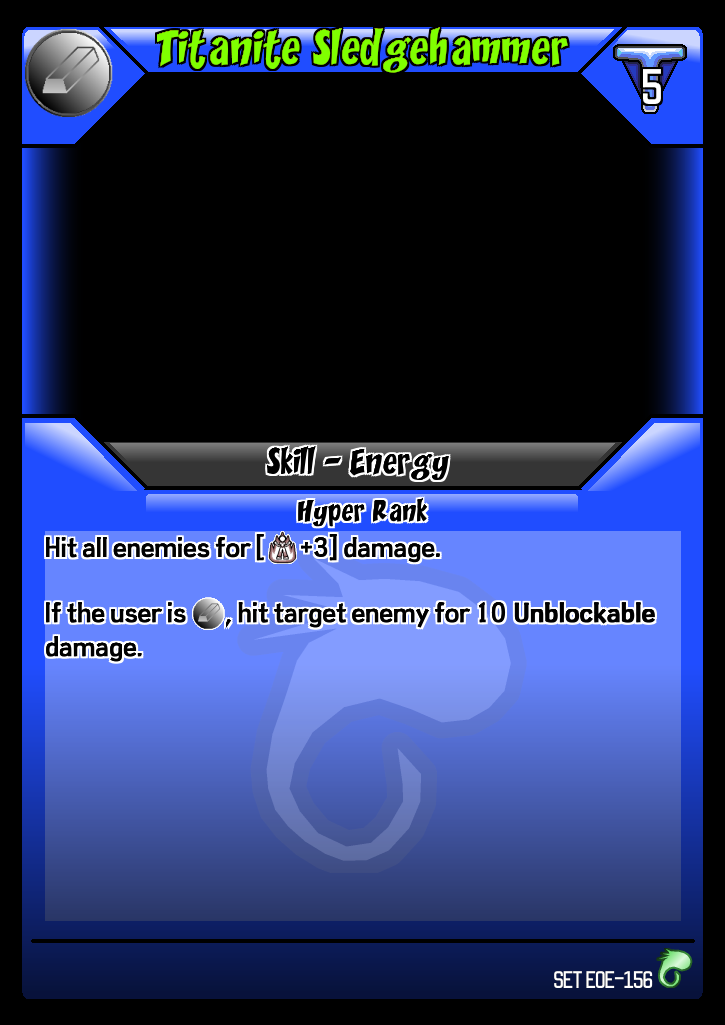 Titanite Sledgehammer
5
Skill - Energy
Hyper Rank
Hit all enemies for [ +3] damage.
If the user is , hit target enemy for 10 Unblockable
damage.
SET EOE-156